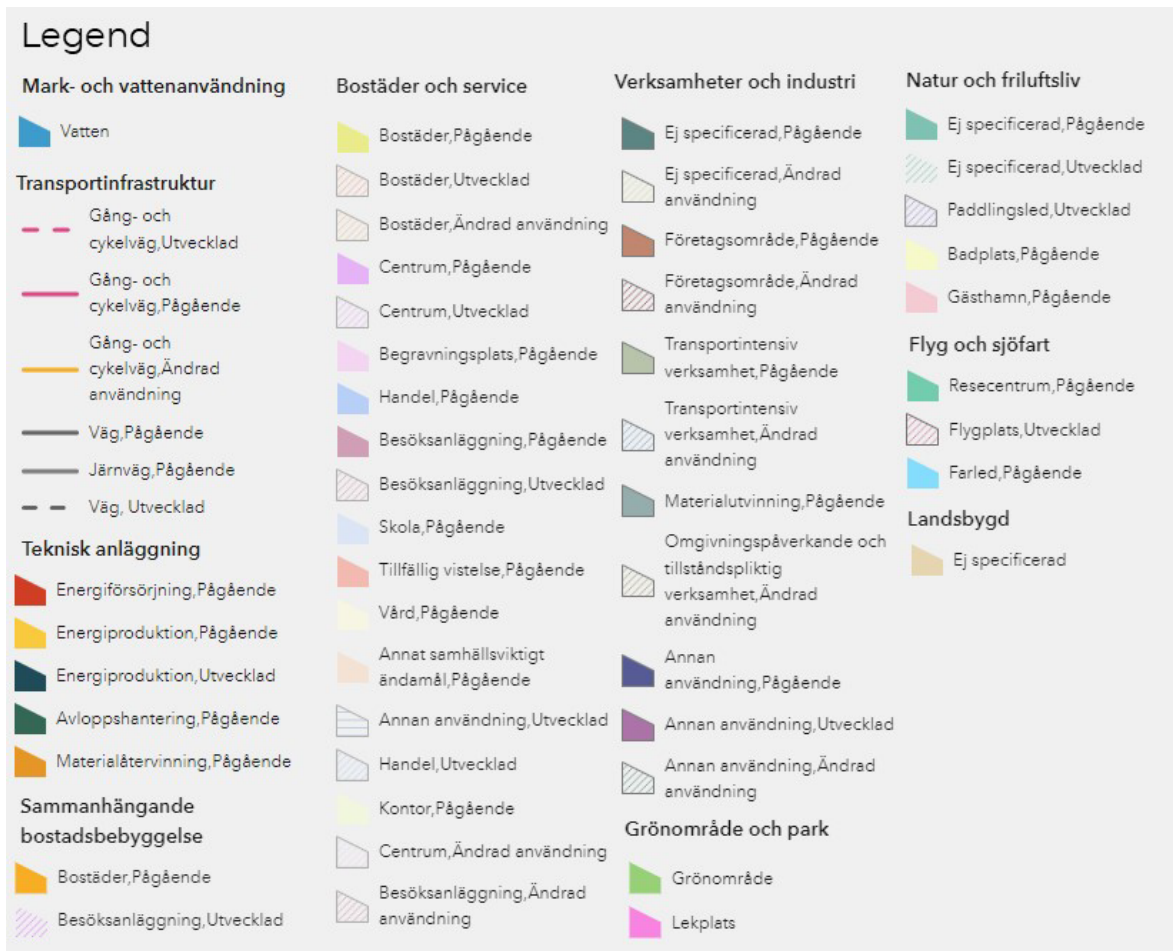 Legend
Mark- och vattenanvändning
Vatten
Transportinfrastruktur
Gång- och
cykelväg,Utvecklad
Gång- och
cykelväg,Pågående
Gång- och
cykelväg,Ändrad
användning
Väg,Pågående
Järnväg,Pågående
Väg, Utvecklad
Teknisk anläggning
Energiförsörjning,Pågående
Energiproduktion,Pågående
Energiproduktion,Utvecklad
Avloppshantering,Pågående
Materialåtervinning,Pågående
Sammanhängande
bostadsbebyggelse
Bostäder,Pågående
Besöksanläggning,Utvecklad
Bostäder och service
Bostäder,Pågående
Bostäder,Utvecklad
Bostäder,Ändrad användning
Centrum,Pågående
Centrum,Utvecklad
Begravningsplats,Pågående
Handel,Pågående
Besöksanläggning,Pågående
Besöksanläggning,Utvecklad
Skola,Pågående
Tillfällig vistelse,Pågående
Vård,Pågående
Annat samhällsviktigt
ändamål,Pågående
Annan användning,Utvecklad
Handel,Utvecklad
Kontor,Pågående
Centrum,Ändrad användning
Besöksanläggning,Ändrad
användning
Verksamheter och industri
Ej specificerad,Pågående
Ej specificerad,Ändrad
användning
Företagsområde,Pågående
Företagsområde,Ändrad
användning
Transportintensiv
verksamhet,Pågående
Transportintensiv
verksamhet,Ändrad
användning
Materialutvinning,Pågående
Omgivningspåverkande och
tillståndspliktig
verksamhet,Ändrad
användning
Annan
användning,Pågående
Annan användning,Utvecklad
Annan användning,Ändrad
användning
Grönområde och park
Grönområde
Lekplats
Natur och friluftsliv
Ej specificerad,Pågående
Ej specificerad,Utvecklad
Paddlingsled,Utvecklad
Badplats,Pågående
Gästhamn,Pågående
Flyg och sjöfart
Resecentrum,Pågående
Flygplats,Utvecklad
Farled,Pågående
Landsbygd
Ej specificerad